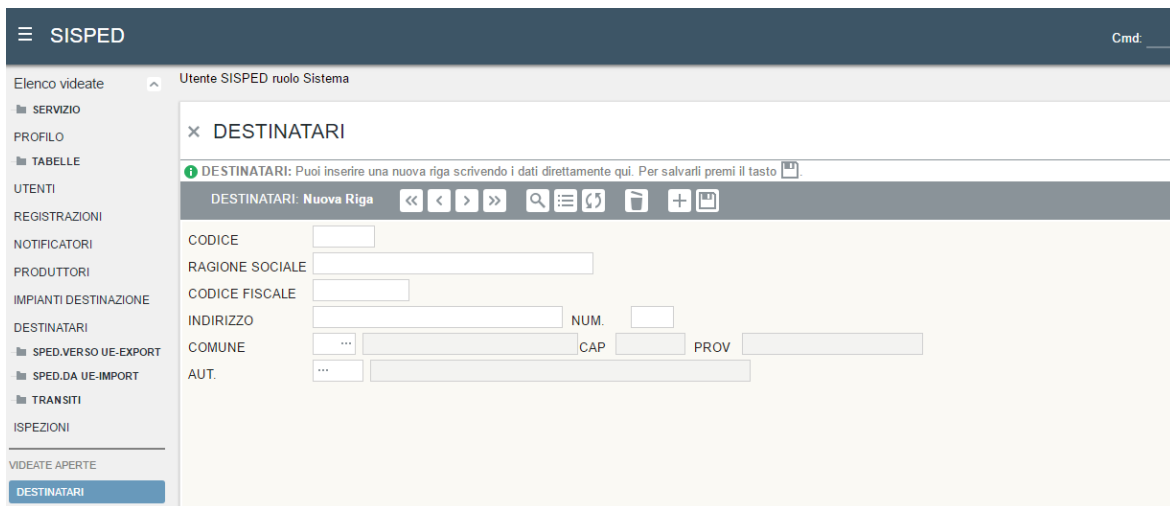 SISPED
Cmd:
Elenco videate
Utente SISPED ruolo Sistema
SERVIZIO
PROFILO
TABELLE
UTENTI
REGISTRAZIONI
NOTIFICATORI
PRODUTTORI
IMPIANTI DESTINAZIONE
DESTINATARI
SPED.VERSO UE-EXPORT
SPED.DA UE-IMPORT
TRANSITI
ISPEZIONI
VIDEATE APERTE
DESTINATARI
DESTINATARI
DESTINATARI: Puoi inserire una nuova riga scrivendo i dati direttamente qui. Per salvarli premi il tasto .
DESTINATARI: Nuova Riga
CODICE
RAGIONE SOCIALE
CODICE FISCALE
INDIRIZZO NUM.
COMUNE ... CAP PROV
AUT. ...